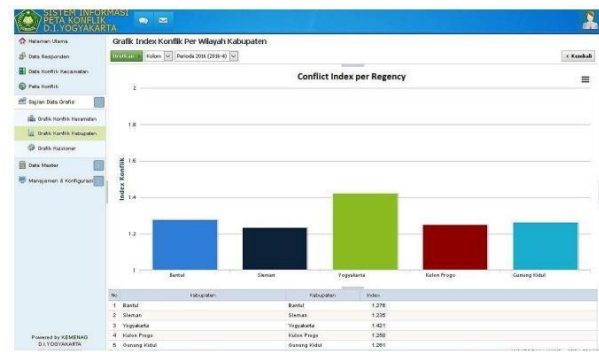 SISTEM INFORMASI
PETA KONFLIK
D.I. YOGYAKARTA
Halaman Utama
Data Responden
Data Konflik Kecamatan
Peta Konflik
Sajian Data Grafis
Grafik Konflik Kecamatan
Grafik Konflik Kabupaten
Grafik Kuisioner
Data Master
Manajemen & Konfigurasi
Powered by KEMENAG
D.I.YOGYAKARTA
Grafik Index Konflik Per Wilayah Kabupaten
Kolom
Periode 2016 (2016-4)
< Kembali
Conflict Index per Regency
Index Konflik
2
1.8
1.6
1.4
1.2
1
Bantul Sleman Yogyakarta Kulon Progo Gunung Kidul
No Kabupaten Kabupaten Index
1 Bantul Bantul 1.276
2 Sleman Sleman 1.235
3 Yogyakarta Yogyakarta 1.421
4 Kulon Progo Kulon Progo
5 Gunung Kidul Gunung Kidul 1.261